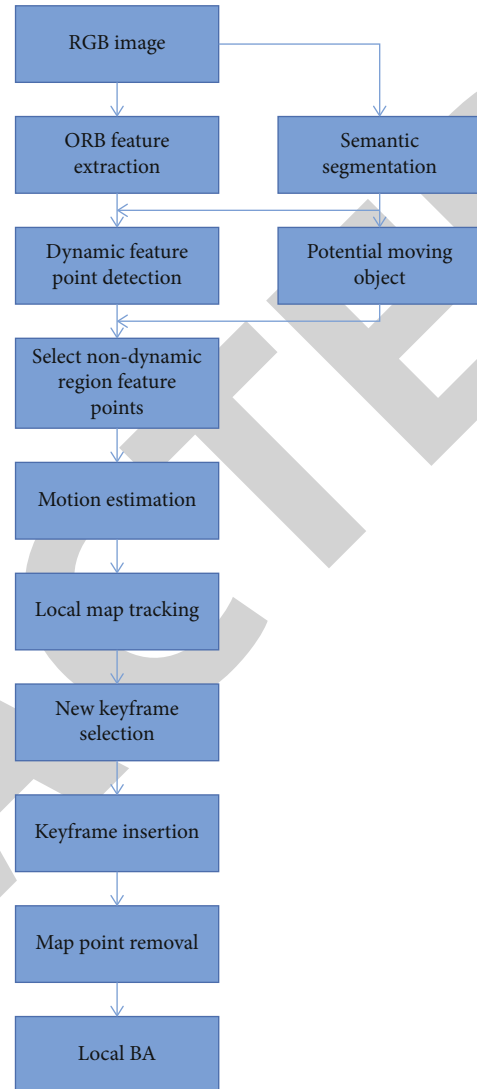 RGB image
ORB feature
extraction
Semantic
segmentation
Dynamic feature
point detection
Potential moving
object
Select non-dynamic
region feature
points
Motion estimation
Local map tracking
New keyframe
selection
Keyframe insertion
Map point removal
Local BA